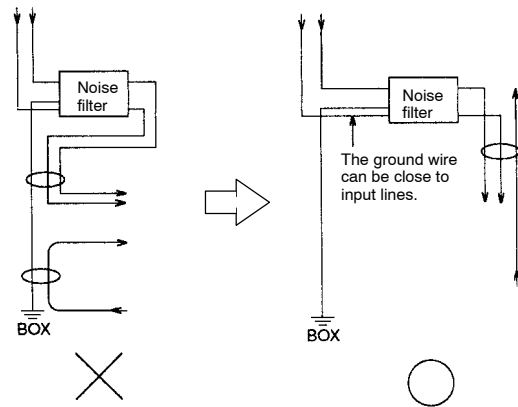 Noise
filter
BOX
Noise
filter
The ground wire
can be close to
input lines.
BOX